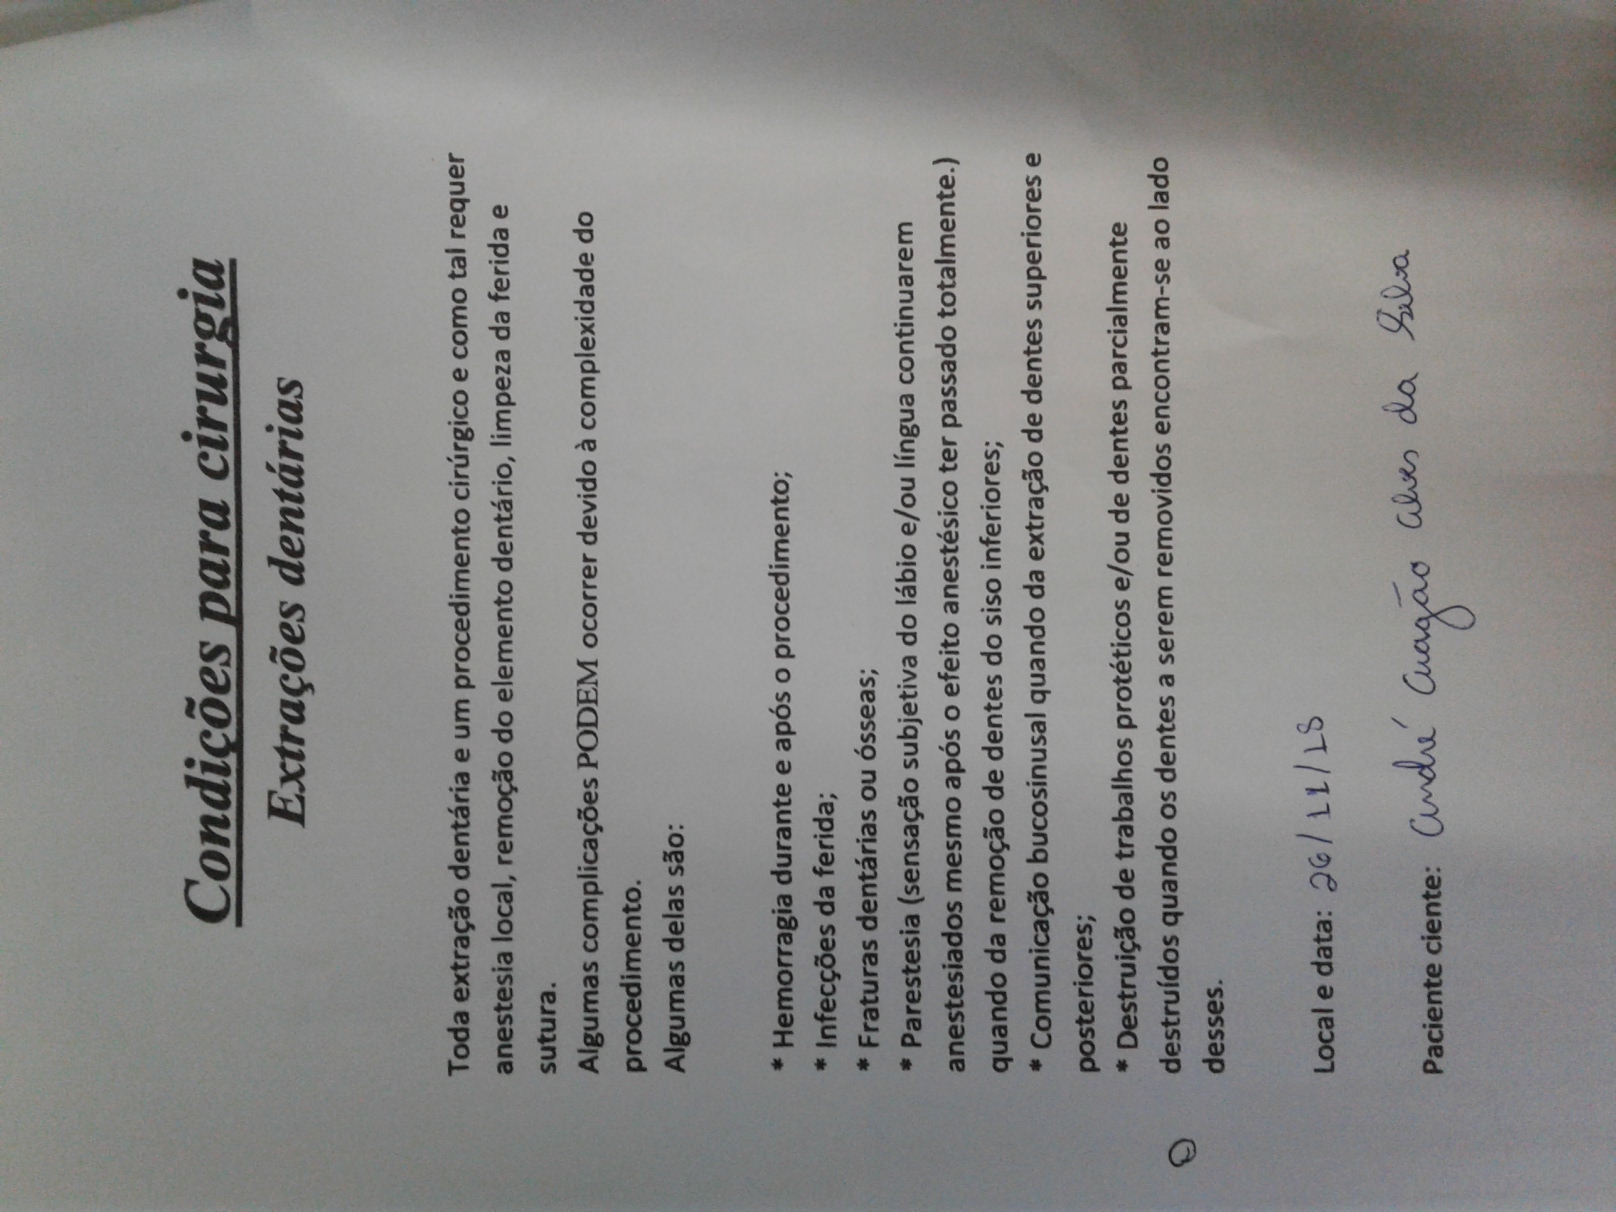 Condições para cirurgia
Extrações dentárias
Toda extração dentária e um procedimento cirúrgico e como tal requer
anestesia local, remoção do elemento dentário, limpeza da ferida e
sutura.
Algumas complicações PODEM ocorrer devido à complexidade do
procedimento.
Algumas delas são:
* Hemorragia durante e após o procedimento;
* Infecções da ferida;
* Fraturas dentárias ou ósseas;
* Parestesia (sensação subjetiva do lábio e/ou língua continuarem
anestesiados mesmo após o efeito anestésico ter passado totalmente.)
quando da remoção de dentes do siso inferiores;
* Comunicação bucosinusal quando da extração de dentes superiores e
posteriores;
* Destruição de trabalhos protéticos e/ou de dentes parcialmente
destruídos quando os dentes a serem removidos encontram-se ao lado
desses.
Local e data: 26/11/18
Paciente ciente: André Alves da Silva